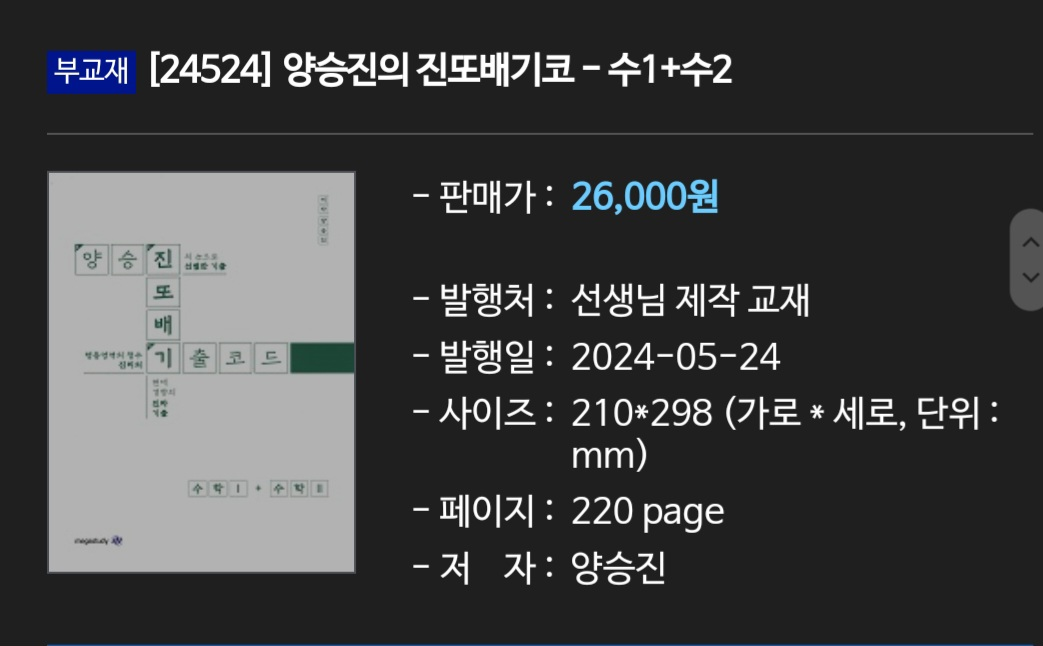 부교재 [24524] 양승진의 진또배기코 - 수1+수2
- 판매가 : 26,000원
- 발행처 : 선생님 제작 교재
- 발행일 : 2024-05-24
- 사이즈 : 210*298 (가로 * 세로, 단위 :
mm)
- 페이지 : 220 page
- 저 자 : 양승진
양승진
또
배
기출코드
진짜
기출
수학 I + 수학 II
megastudy